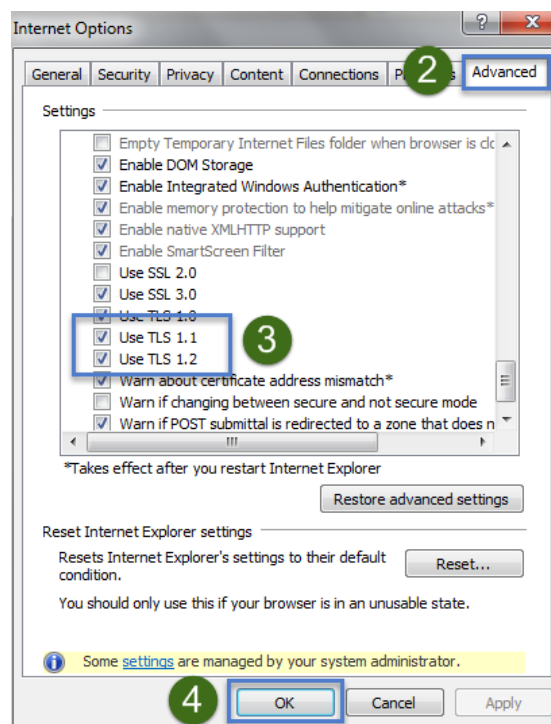 Internet Options
?
X
General Security Privacy Content Connections 2 Advanced
Settings
Empty Temporary Internet Files folder when browser is clc
Enable DOM Storage
Enable Integrated Windows Authentication*
Enable memory protection to help mitigate online attacks*
Enable native XMLHTTP support
Enable SmartScreen Filter
Use SSL 2.0
Use SSL 3.0
Use TLS 1.0
Use TLS 1.1
3
Use TLS 1.2
Warn about certificate address mismatch*
Warn if changing between secure and not secure mode
Warn if POST submittal is redirected to a zone that does n
*Takes effect after you restart Internet Explorer
Restore advanced settings
Reset Internet Explorer settings
Resets Internet Explorer's settings to their default
condition.
Reset...
You should only use this if your browser is in an unusable state.
Some settings are managed by your system administrator.
4
OK Cancel Apply